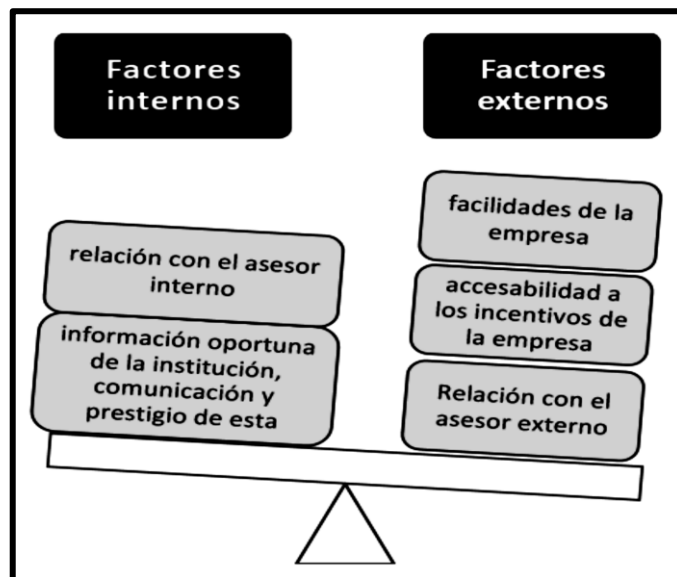 Factores
internos
Factores
externos
relación con el asesor
interno
información oportuna
de la institución,
comunicación y
prestigio de esta
facilidades de la
empresa
accesabilidad a
los incentivos de
la empresa
Relación con el
asesor externo